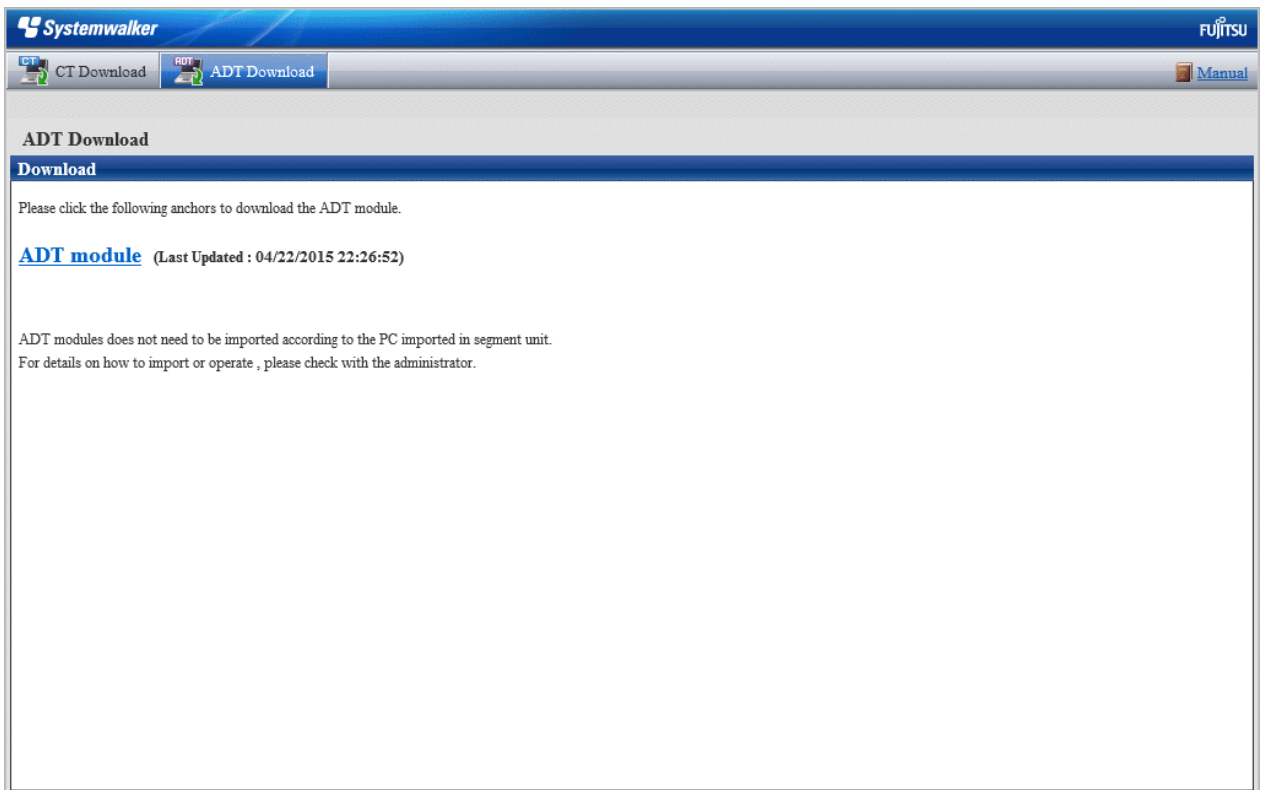 Systemwalker
FUJITSU
CT
CT Download
ADT
ADT Download
Manual
ADT Download
Download
Please click the following anchors to download the ADT module.
ADT module (Last Updated : 04/22/2015 22:26:52)
ADT modules does not need to be imported according to the PC imported in segment unit.
For details on how to import or operate , please check with the administrator.